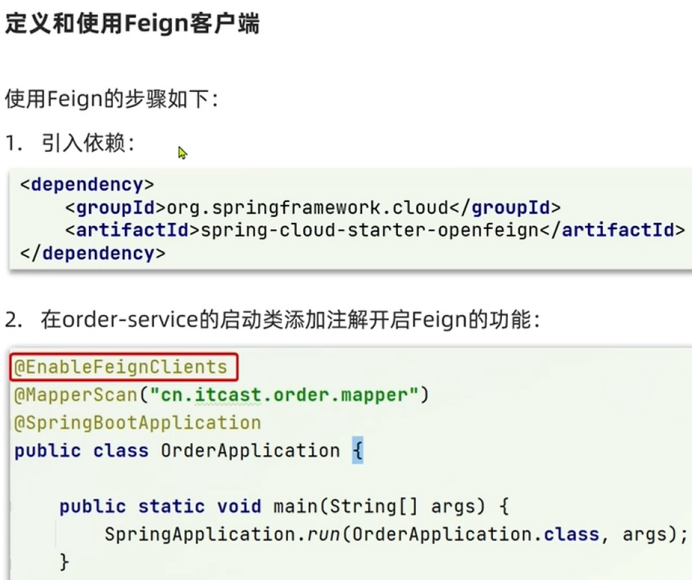 定义和使用Feign客户端
使用Feign的步骤如下：
1. 引入依赖：
<dependency>
    <groupId>org.springframework.cloud</groupId>
    <artifactId>spring-cloud-starter-openfeign</artifactId>
</dependency>
2. 在order-service的启动类添加注解开启Feign的功能：
@EnableFeignClients
@MapperScan("cn.itcast.order.mapper")
@SpringBootApplication
public class OrderApplication {
    public static void main(String[] args) {
        SpringApplication.run(OrderApplication.class, args);
    }